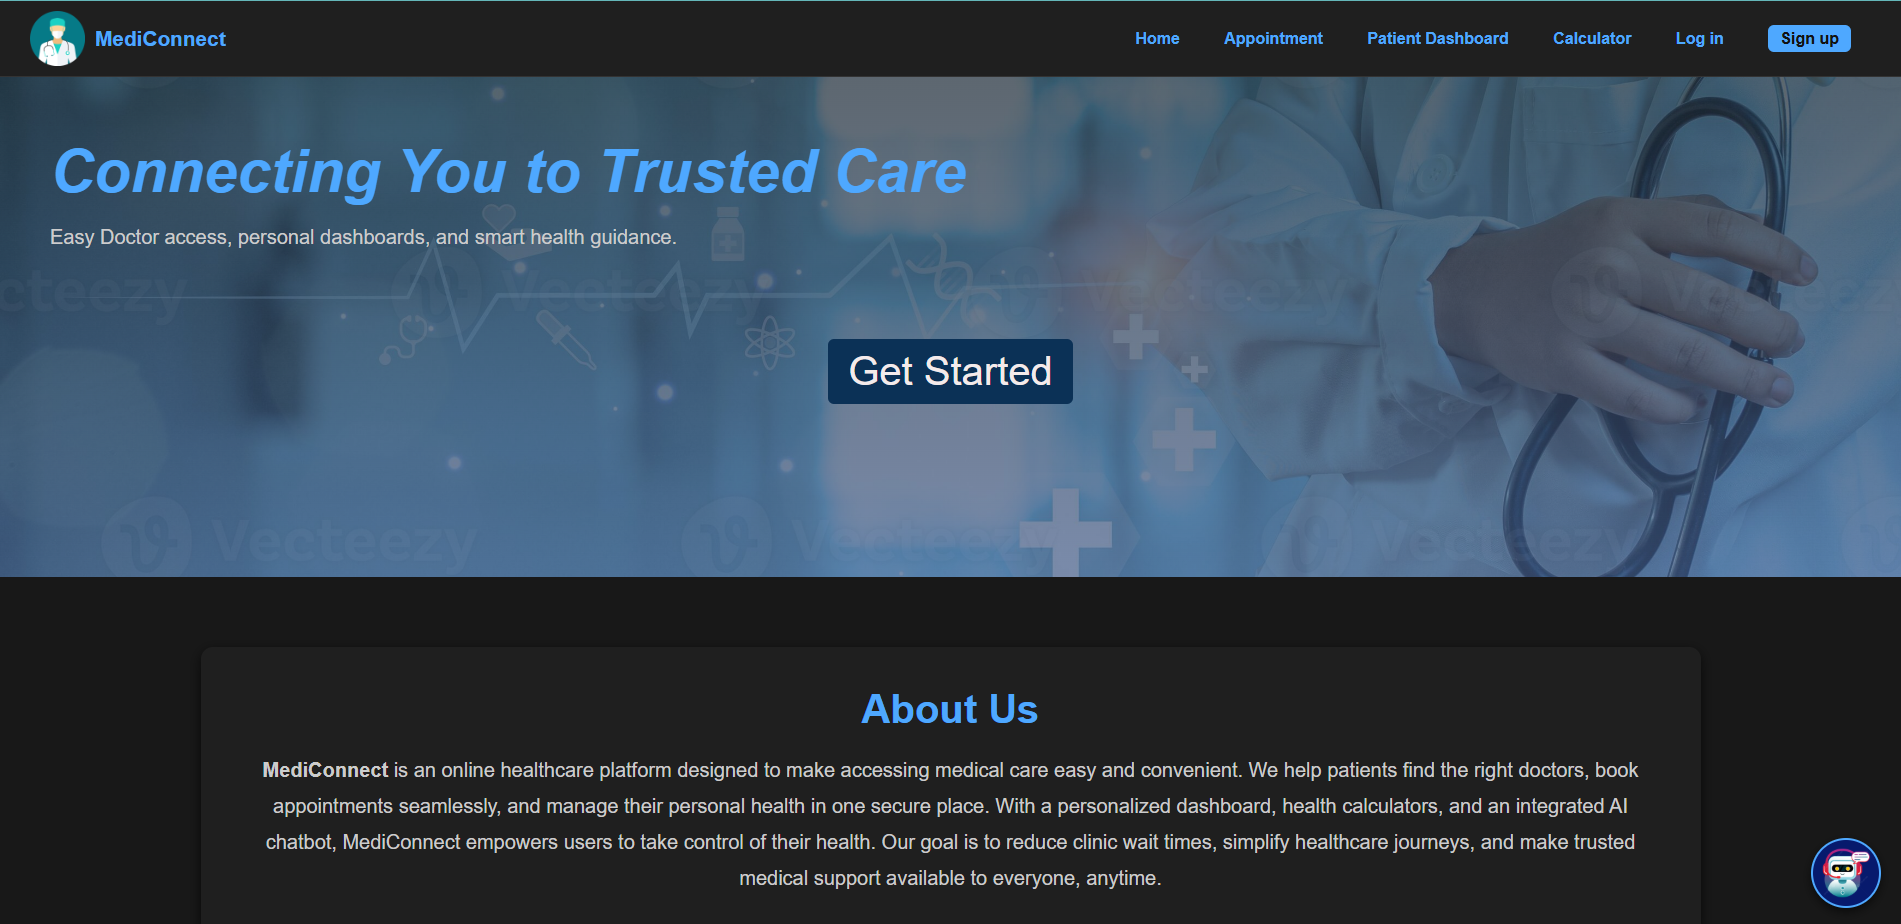 MediConnect
Home
Appointment
Patient Dashboard
Calculator
Log in
Sign up
Connecting You to Trusted Care
Easy Doctor access, personal dashboards, and smart health guidance.
Vecteezy
Get Started
Vecteezy
Vecteezy
Vecteezy
About Us
MediConnect is an online healthcare platform designed to make accessing medical care easy and convenient. We help patients find the right doctors, book
appointments seamlessly, and manage their personal health in one secure place. With a personalized dashboard, health calculators, and an integrated AI
chatbot, MediConnect empowers users to take control of their health. Our goal is to reduce clinic wait times, simplify healthcare journeys, and make trusted
medical support available to everyone, anytime.